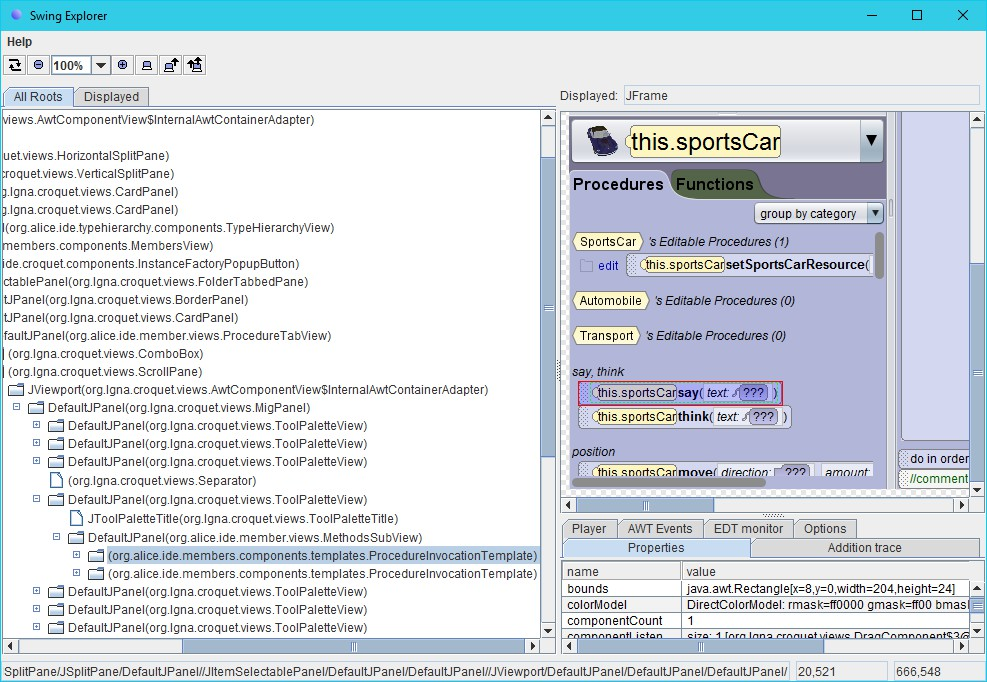 Swing Explorer
Help
100%
All Roots
Displayed
views.AwtComponentView$InternalAwtContainerAdapter)
uet.views.HorizontalSplitPane)
croquet.views.VerticalSplitPane)
rg.lgna.croquet.views.CardPanel)
g.lgna.croquet.views.CardPanel)
l(org.alice.ide.typehierarchy.components.TypeHierarchyView)
members.components.MembersView)
ide.croquet.components.InstanceFactoryPopupButton)
ctablePanel(org.lgna.croquet.views.FolderTabbedPane)
tJPanel(org.lgna.croquet.views.BorderPanel)
tJPanel(org.lgna.croquet.views.CardPanel)
faultJPanel(org.alice.ide.member.views.ProcedureTabView)
(org.lgna.croquet.views.ComboBox)
(org.lgna.croquet.views.ScrollPane)
JViewport(org.lgna.croquet.views.AwtComponentView$InternalAwtContainerAdapter)
DefaultJPanel(org.lgna.croquet.views.MigPanel)
DefaultJPanel(org.lgna.croquet.views.ToolPaletteView)
DefaultJPanel(org.lgna.croquet.views.ToolPaletteView)
DefaultJPanel(org.lgna.croquet.views.ToolPaletteView)
(org.lgna.croquet.views.Separator)
DefaultJPanel(org.lgna.croquet.views.ToolPaletteView)
JToolPaletteTitle(org.lgna.croquet.views.ToolPaletteTitle)
DefaultJPanel(org.alice.ide.member.views.MethodsSubView)
(org.alice.ide.members.components.templates.ProcedureInvocationTemplate)
(org.alice.ide.members.components.templates.ProcedureInvocationTemplate)
DefaultJPanel(org.lgna.croquet.views.ToolPaletteView)
DefaultJPanel(org.lgna.croquet.views.ToolPaletteView)
DefaultJPanel(org.lgna.croquet.views.ToolPaletteView)
Displayed: JFrame
this.sportsCar
Procedures Functions
group by category
SportsCar 's Editable Procedures (1)
edit this.sportsCar setSportsCarResource(
Automobile 's Editable Procedures (0)
Transport 's Editable Procedures (0)
say, think
this.sportsCar say( text: ??? )
this.sportsCar think( text: ??? )
position
this.sportsCar move( direction: ??? amount:
do in order
//comment
Player AWT Events EDT monitor Options
Properties Addition trace
name value
bounds java.awt.Rectangle[x=8,y=0,width=204,height=24]
colorModel DirectColorModel: rmask=ff0000 gmask=ff00 bmask
componentCount 1
componentListen size: 1 [org.lgna.croquet.views.DragComponent$3@
SplitPane/JSplitPane/DefaultJPanel//JItemSelectablePanel/DefaultJPanel/DefaultJPanel//JViewport/DefaultJPanel/DefaultJPanel/DefaultJPanel/
20,521
666,548